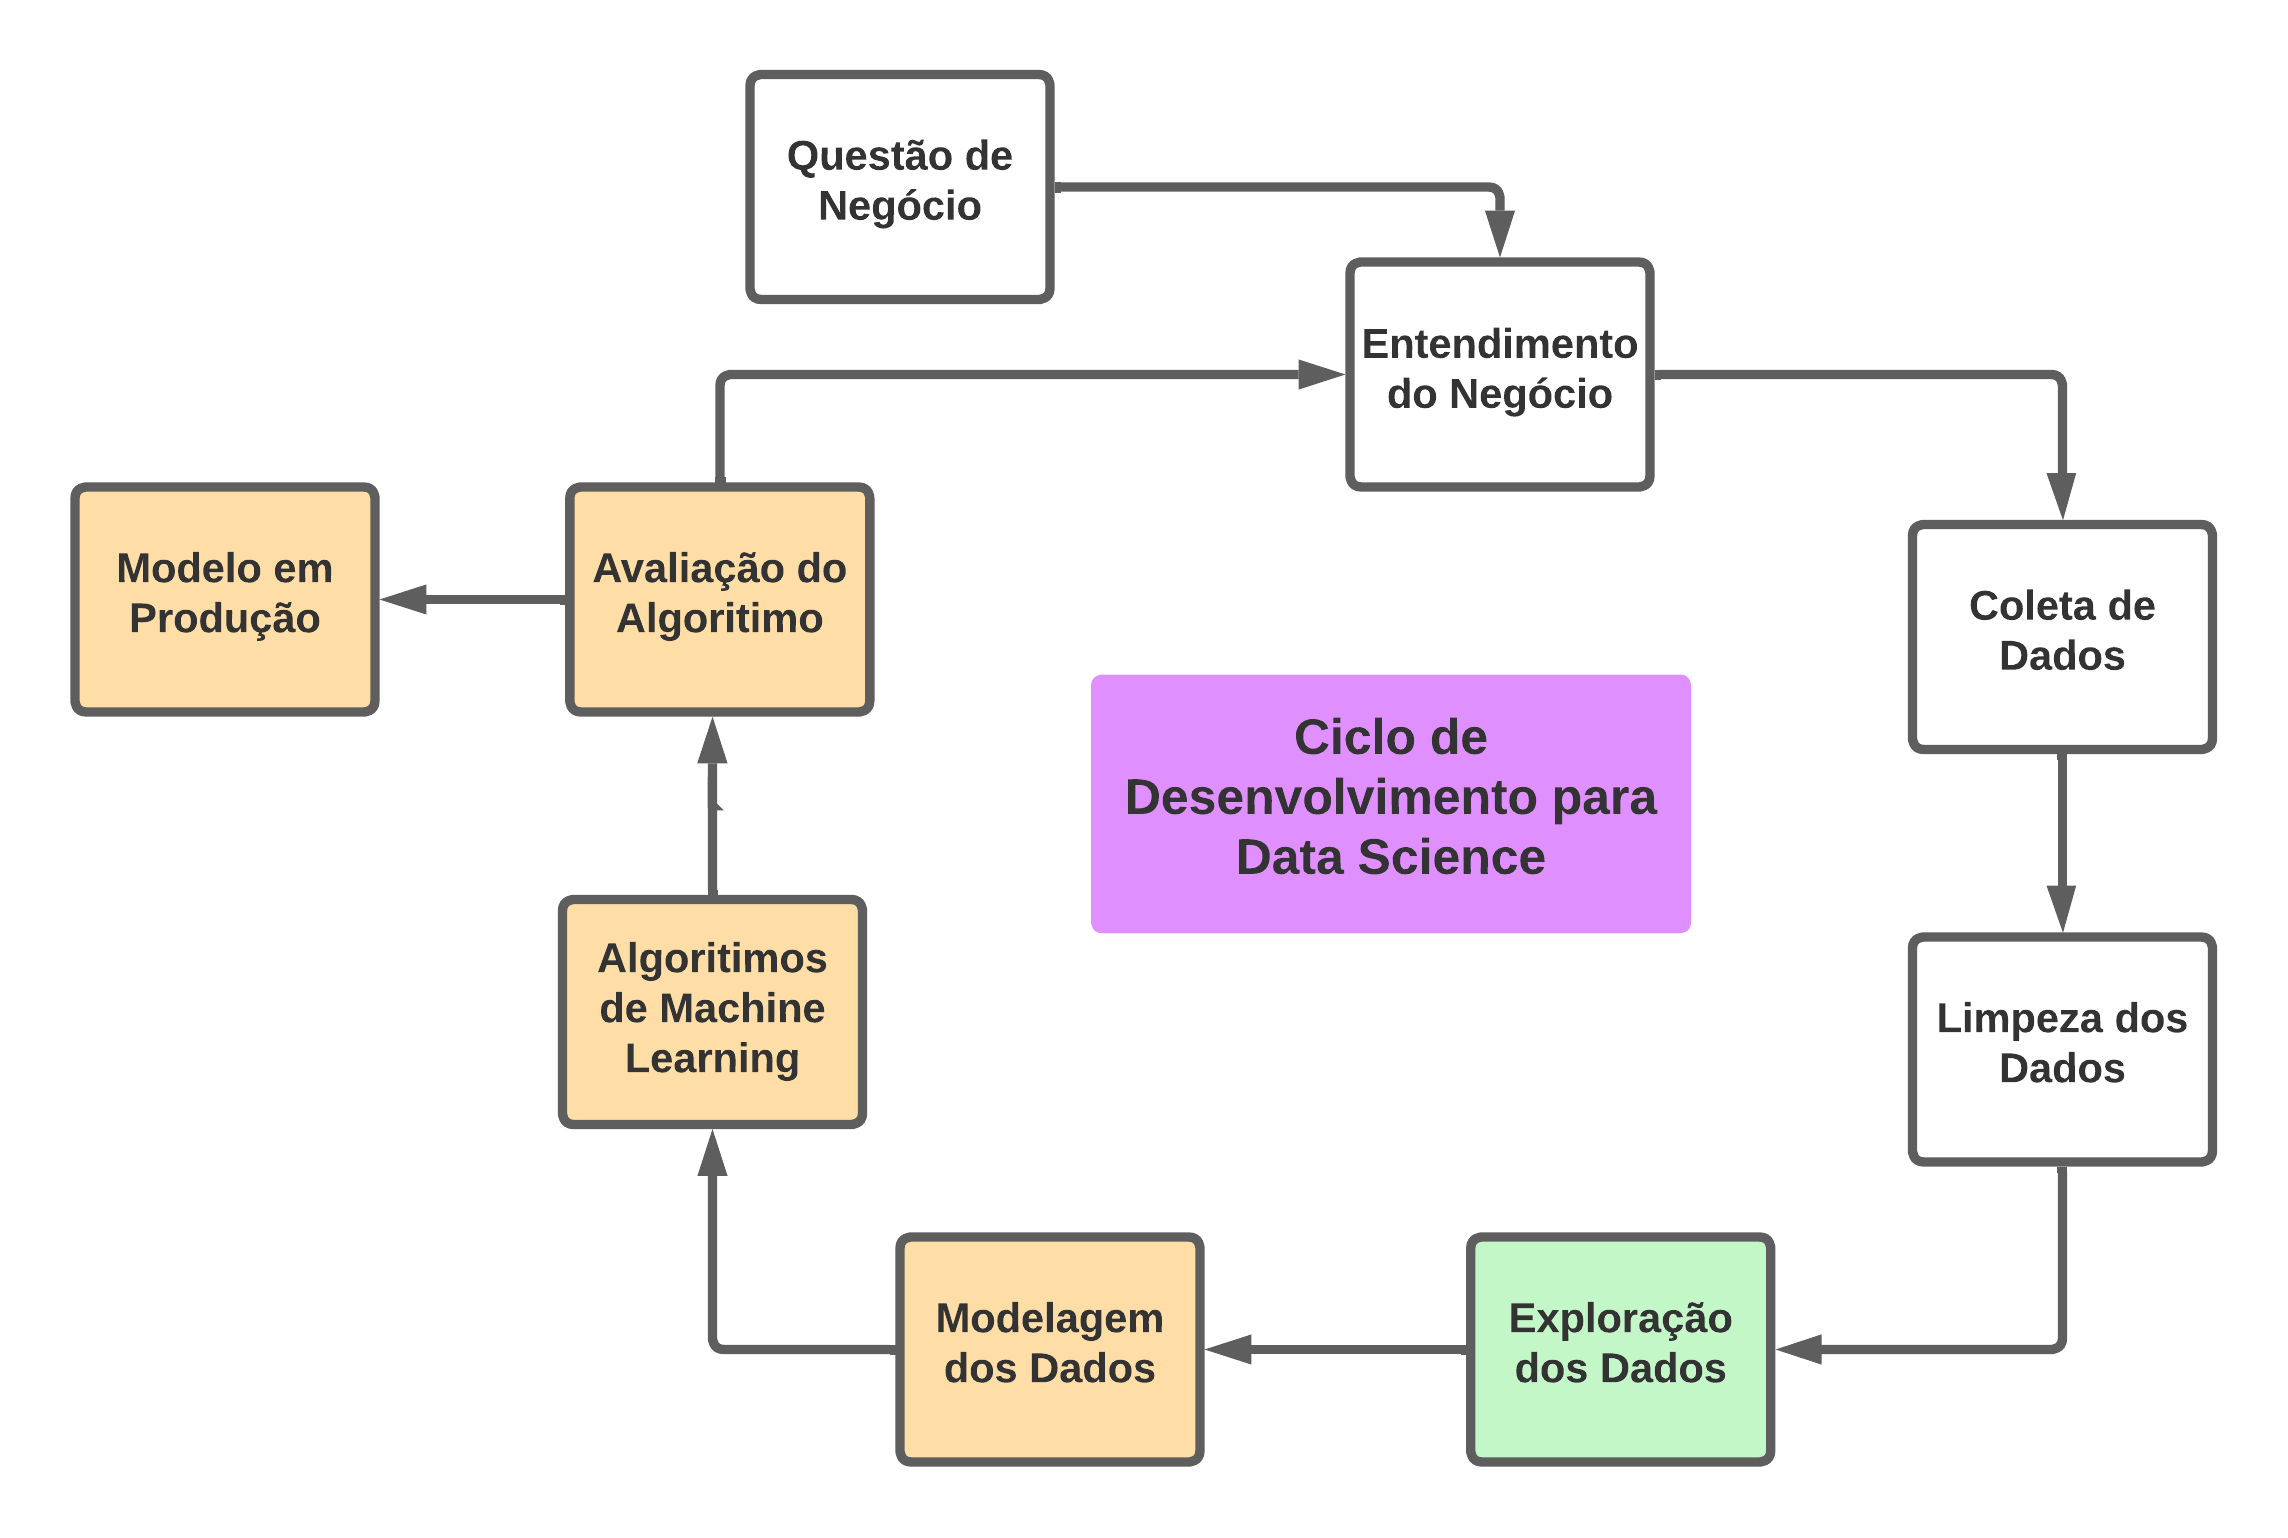 Questão de
Negócio
Entendimento
do Negócio
Modelo em
Produção
Avaliação do
Algoritimo
Coleta de
Dados
Ciclo de
Desenvolvimento para
Data Science
Algoritimos
de Machine
Learning
Limpeza dos
Dados
Modelagem
dos Dados
Exploração
dos Dados